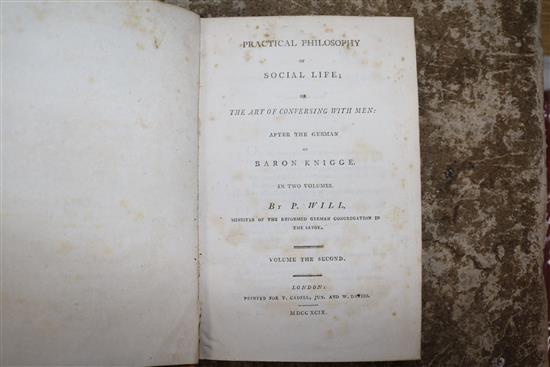 PRACTICAL PHILOSOPHY
OF
SOCIAL LIFE;
OR
THE ART OF CONVERSING WITH MEN:
AFTER THE GERMAN
OF
BARON KNIGGE.
IN TWO VOLUMES.
BY P. WILL,
MINISTER OF THE REFORMED GERMAN CONGREGATION IN
THE SAVOY.
VOLUME THE SECOND.
LONDON:
PRINTED FOR T. CADELL, JUN. AND W. DAVIES.
MDCCXCIX.